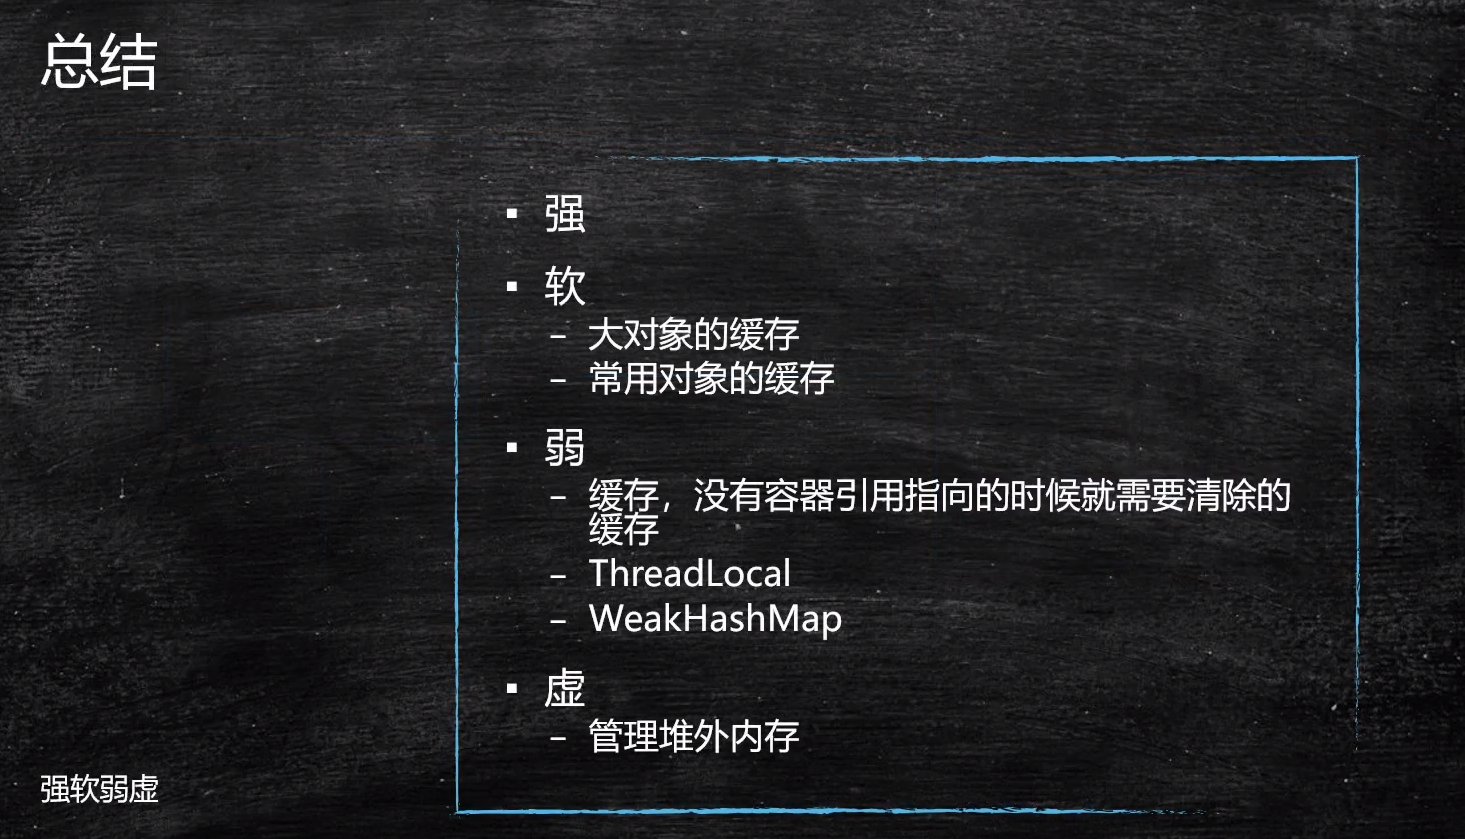 总结
▪ 强
▪ 软
– 大对象的缓存
– 常用对象的缓存
▪ 弱
– 缓存，没有容器引用指向的时候就需要清除的
缓存
– ThreadLocal
– WeakHashMap
▪ 虚
– 管理堆外内存
强软弱虚